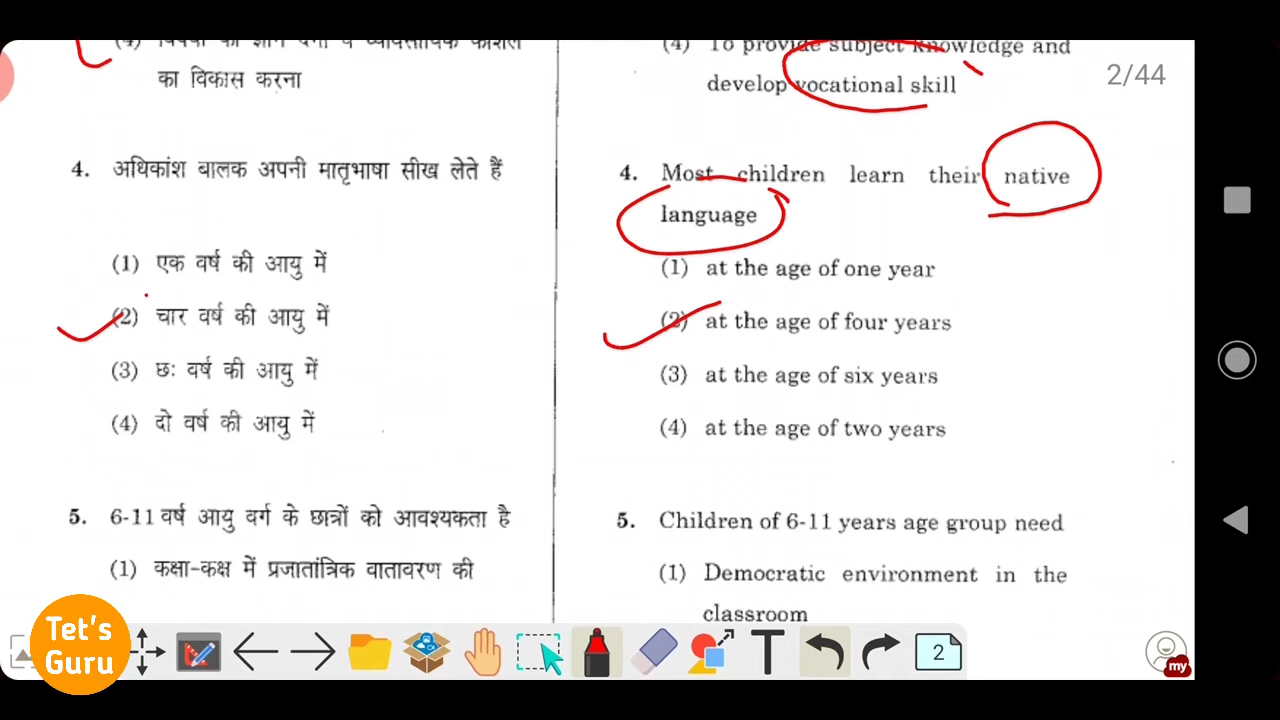 (4) विषयों का ज्ञान देना व व्यावसायिक कौशल
का विकास करना
4. अधिकांश बालक अपनी मातृभाषा सीख लेते हैं
(1) एक वर्ष की आयु में
(2) चार वर्ष की आयु में
(3) छः वर्ष की आयु में
(4) दो वर्ष की आयु में
5. 6-11 वर्ष आयु वर्ग के छात्रों को आवश्यकता है
(1) कक्षा-कक्ष में प्रजातांत्रिक वातावरण की
(4) To provide subject knowledge and
develop vocational skill
2/44
4. Most children learn their native
language
(1) at the age of one year
(2) at the age of four years
(3) at the age of six years
(4) at the age of two years
5. Children of 6-11 years age group need
(1) Democratic environment in the
classroom
Tet's
Guru
T
2
my